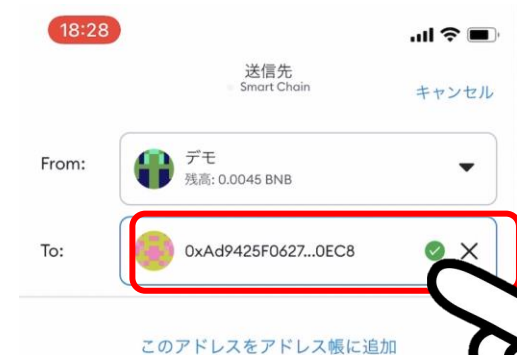 18:28
送信先
Smart Chain
キャンセル
From:
デモ
残高: 0.0045 BNB
To:
0xAd9425F0627...0EC8
このアドレスをアドレス帳に追加